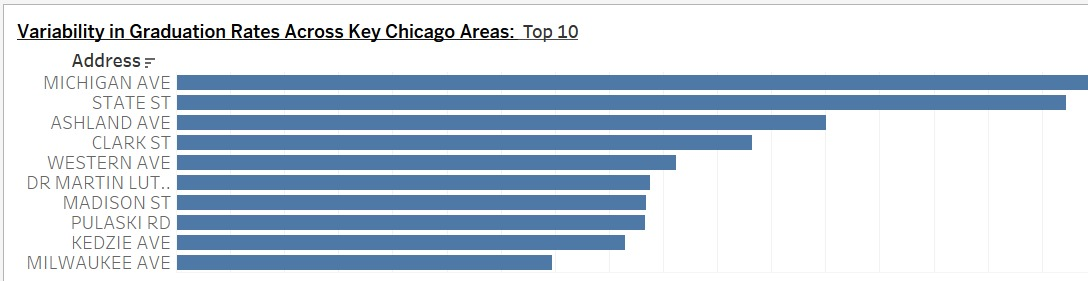 Variability in Graduation Rates Across Key Chicago Areas: Top 10
Address
MICHIGAN AVE
STATE ST
ASHLAND AVE
CLARK ST
WESTERN AVE
DR MARTIN LUT..
MADISON ST
PULASKI RD
KEDZIE AVE
MILWAUKEE AVE